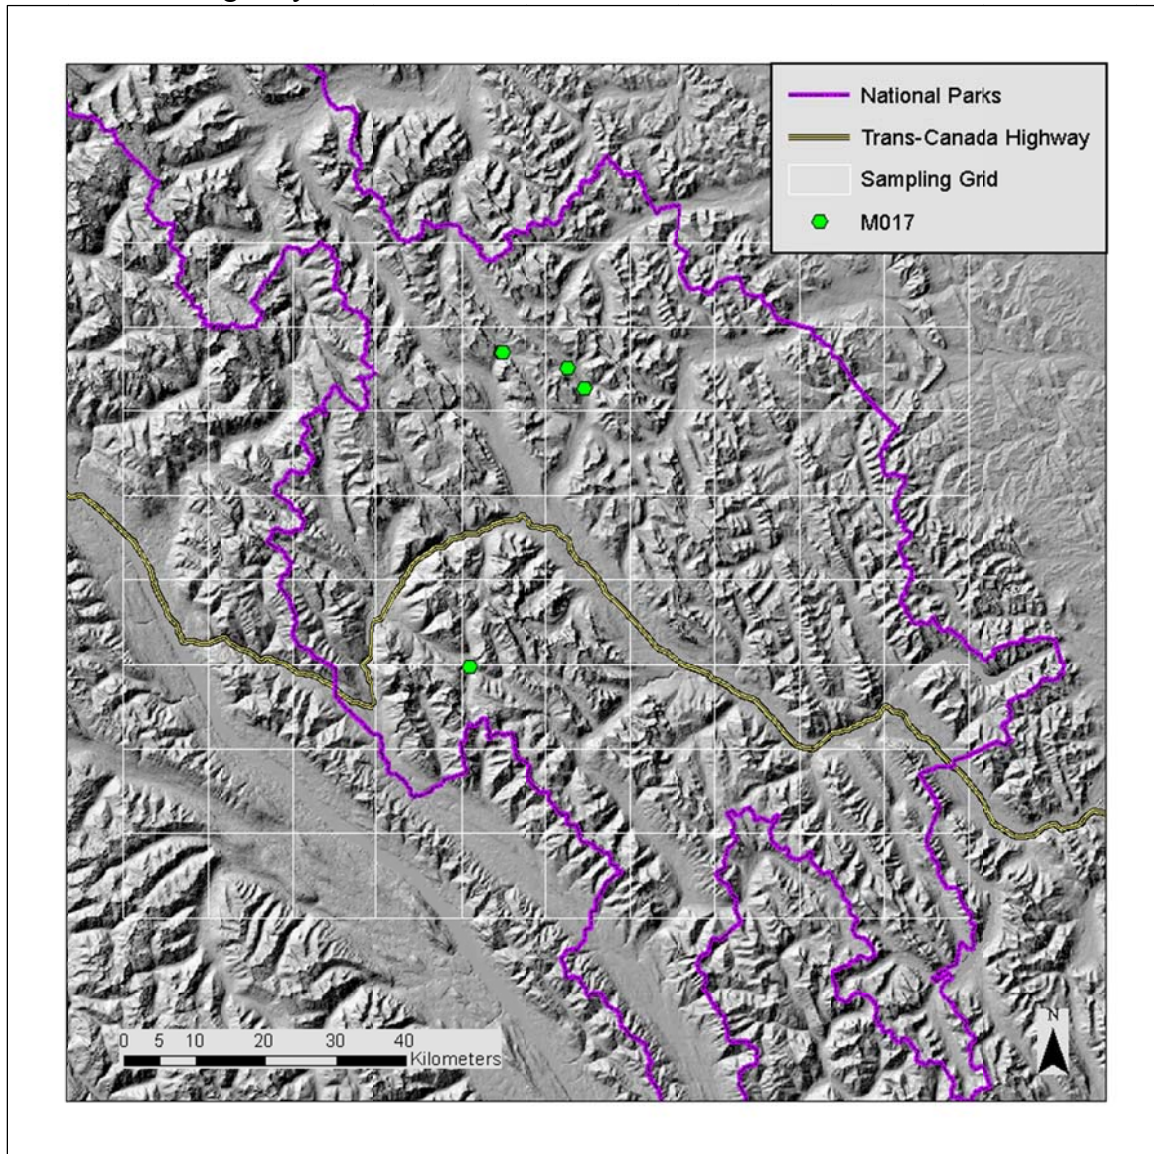 National Parks
Trans-Canada Highway
Sampling Grid
M017
N
0 5 10 20 30 40
Kilometers